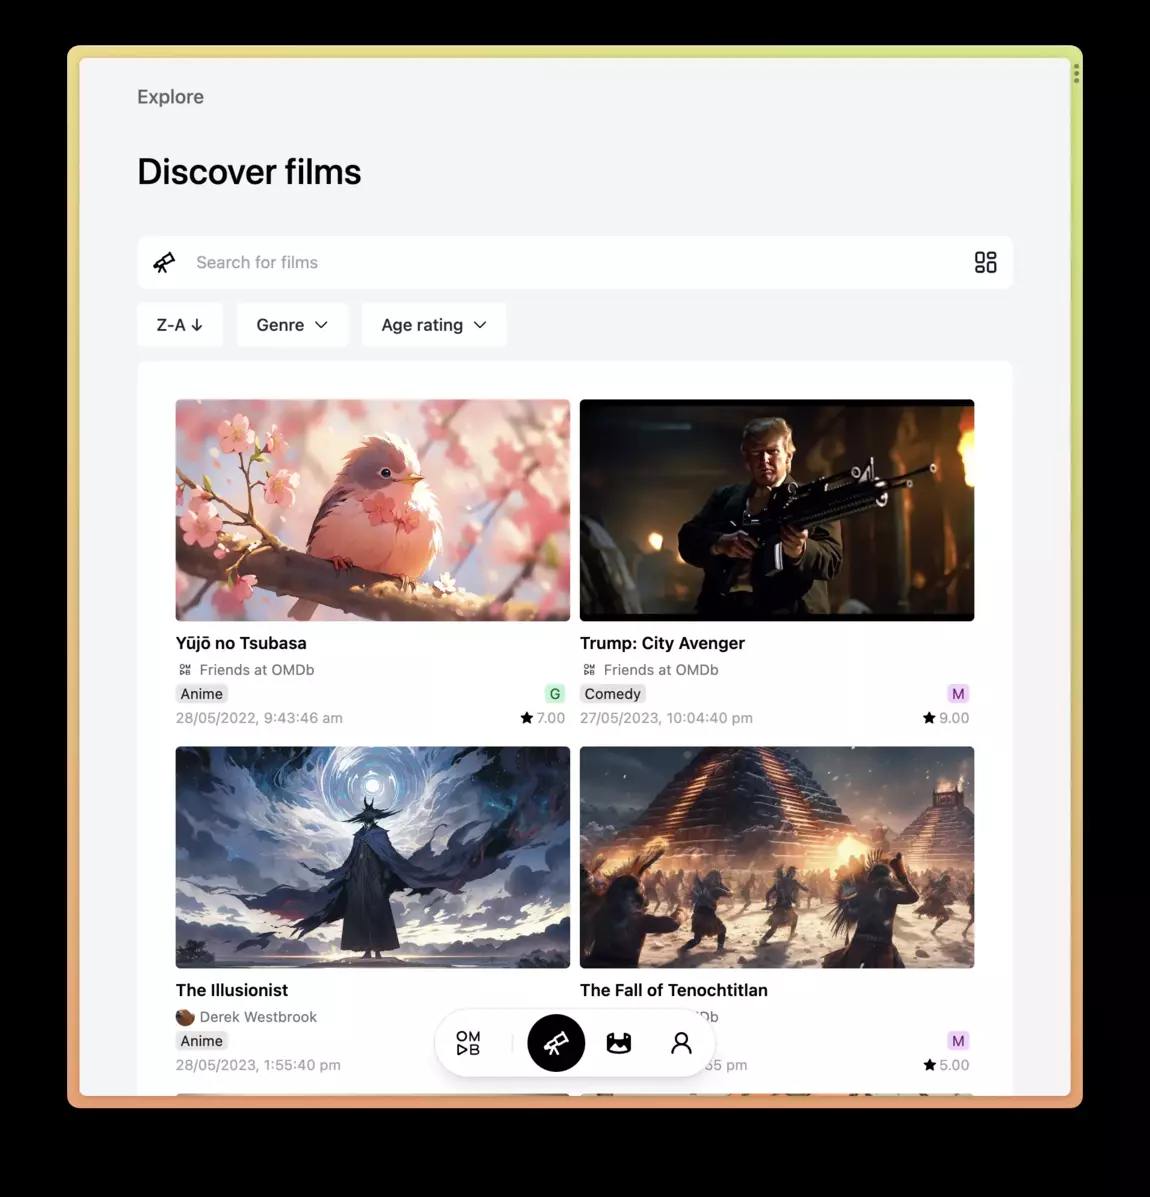 Explore
Discover films
Search for films
Z-A ↓
Genre
Age rating
Yūjō no Tsubasa
Trump: City Avenger
OM DB Friends at OMDb
OM DB Friends at OMDb
Anime
G
Comedy
M
28/05/2022, 9:43:46 am
★ 7.00
27/05/2023, 10:04:40 pm
★ 9.00
The Illusionist
The Fall of Tenochtitlan
Derek Westbrook
Anime
M
28/05/2023, 1:55:40 pm
pm
★ 5.00
OM
DB